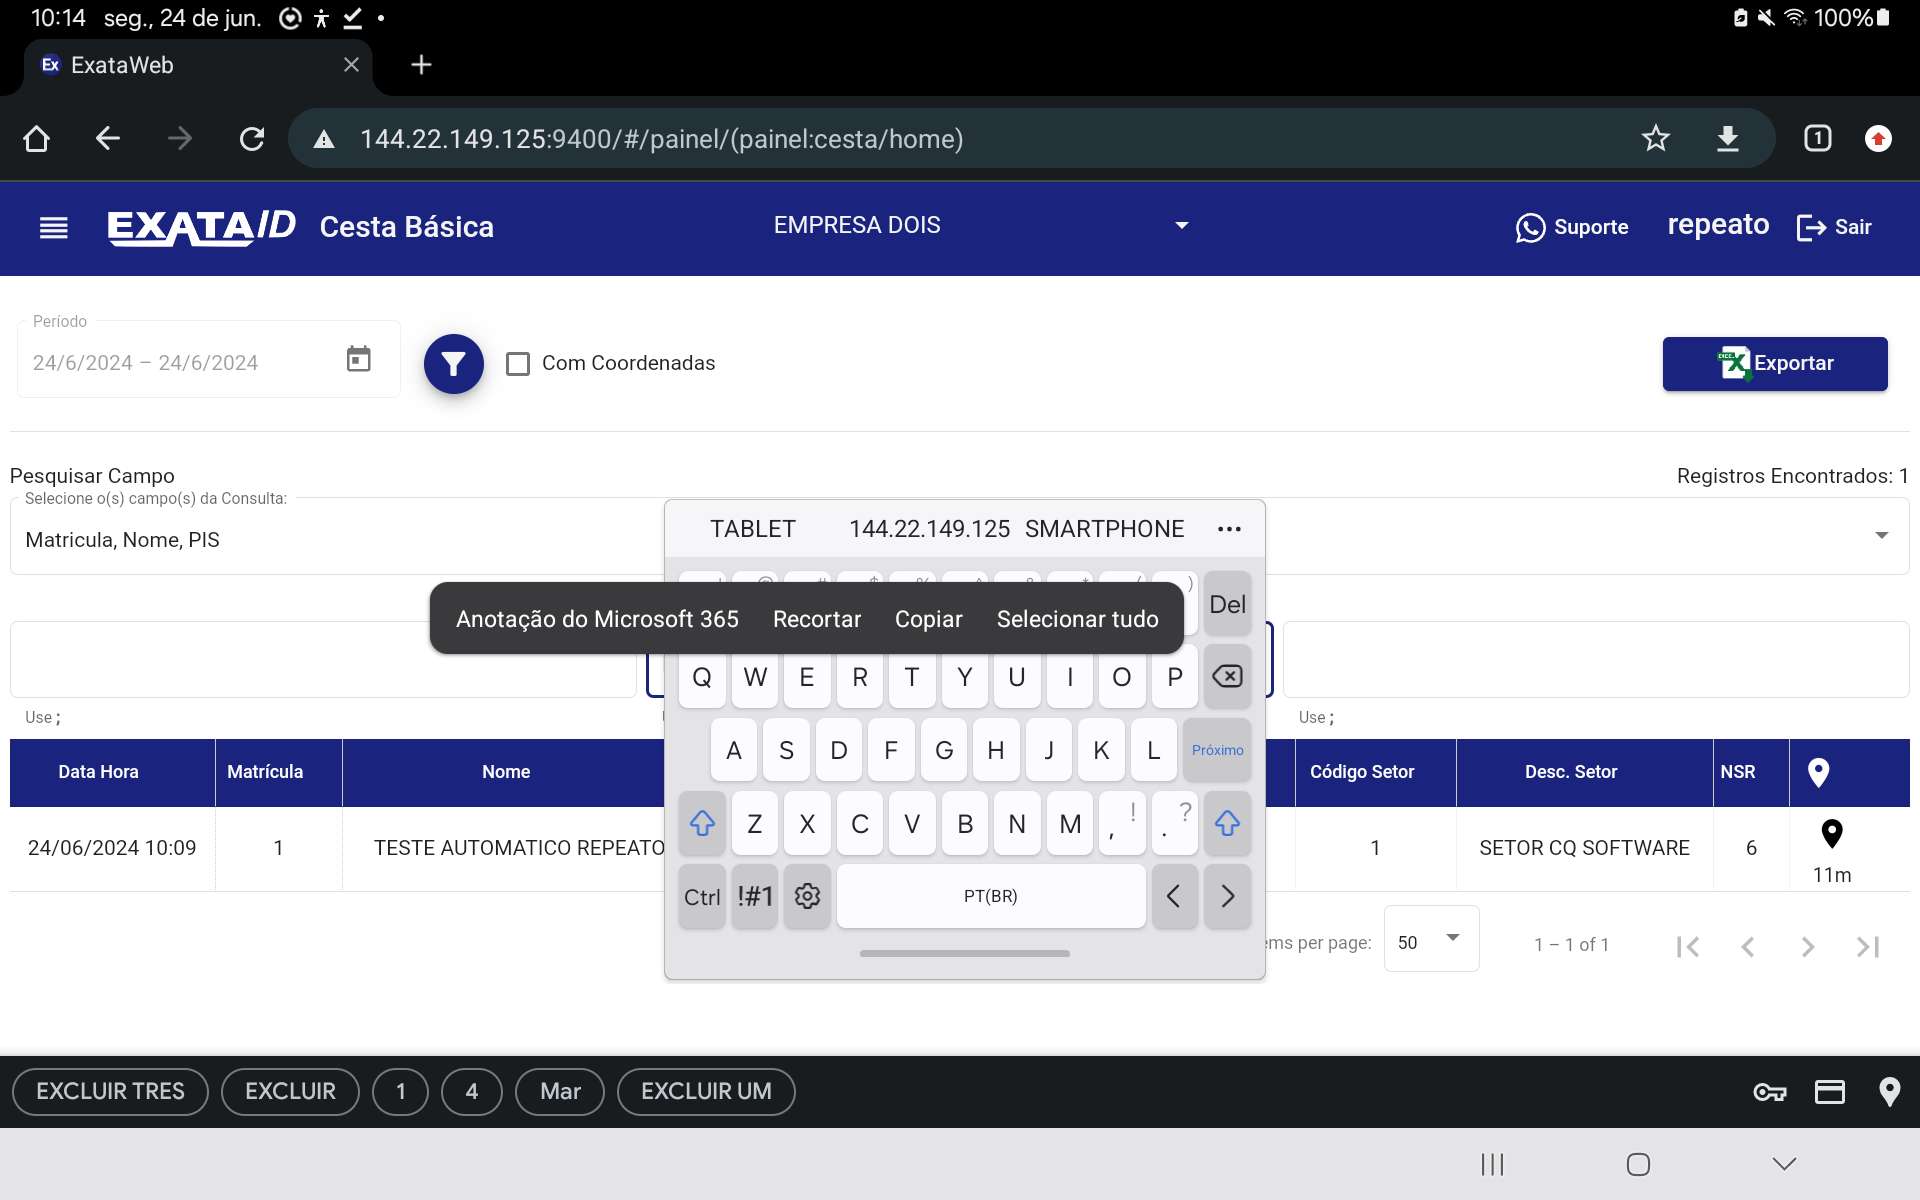 10:14 seg., 24 de jun. 100%
Ex ExataWeb
144.22.149.125:9400/#/painel/(painel:cesta/home) 1
EXATA/ID Cesta Básica EMPRESA DOIS Suporte repeato Sair
Período
24/6/2024 – 24/6/2024 Com Coordenadas Exportar
Pesquisar Campo Registros Encontrados: 1
Selecione o(s) campo(s) da Consulta:
Matricula, Nome, PIS
TABLET 144.22.149.125 SMARTPHONE
) Del
Anotação do Microsoft 365 Recortar Copiar Selecionar tudo
Q W E R T Y U I O P
Use ; Use ;
A S D F G H J K L Próximo
Data Hora Matrícula Nome Código Setor Desc. Setor NSR
Z X C V B N M , ! . ?
24/06/2024 10:09 1 TESTE AUTOMATICO REPEATO 1 SETOR CQ SOFTWARE 6 11m
Ctrl !#1 PT(BR) < >
ems per page: 50 1 – 1 of 1
EXCLUIR TRES EXCLUIR 1 4 Mar EXCLUIR UM